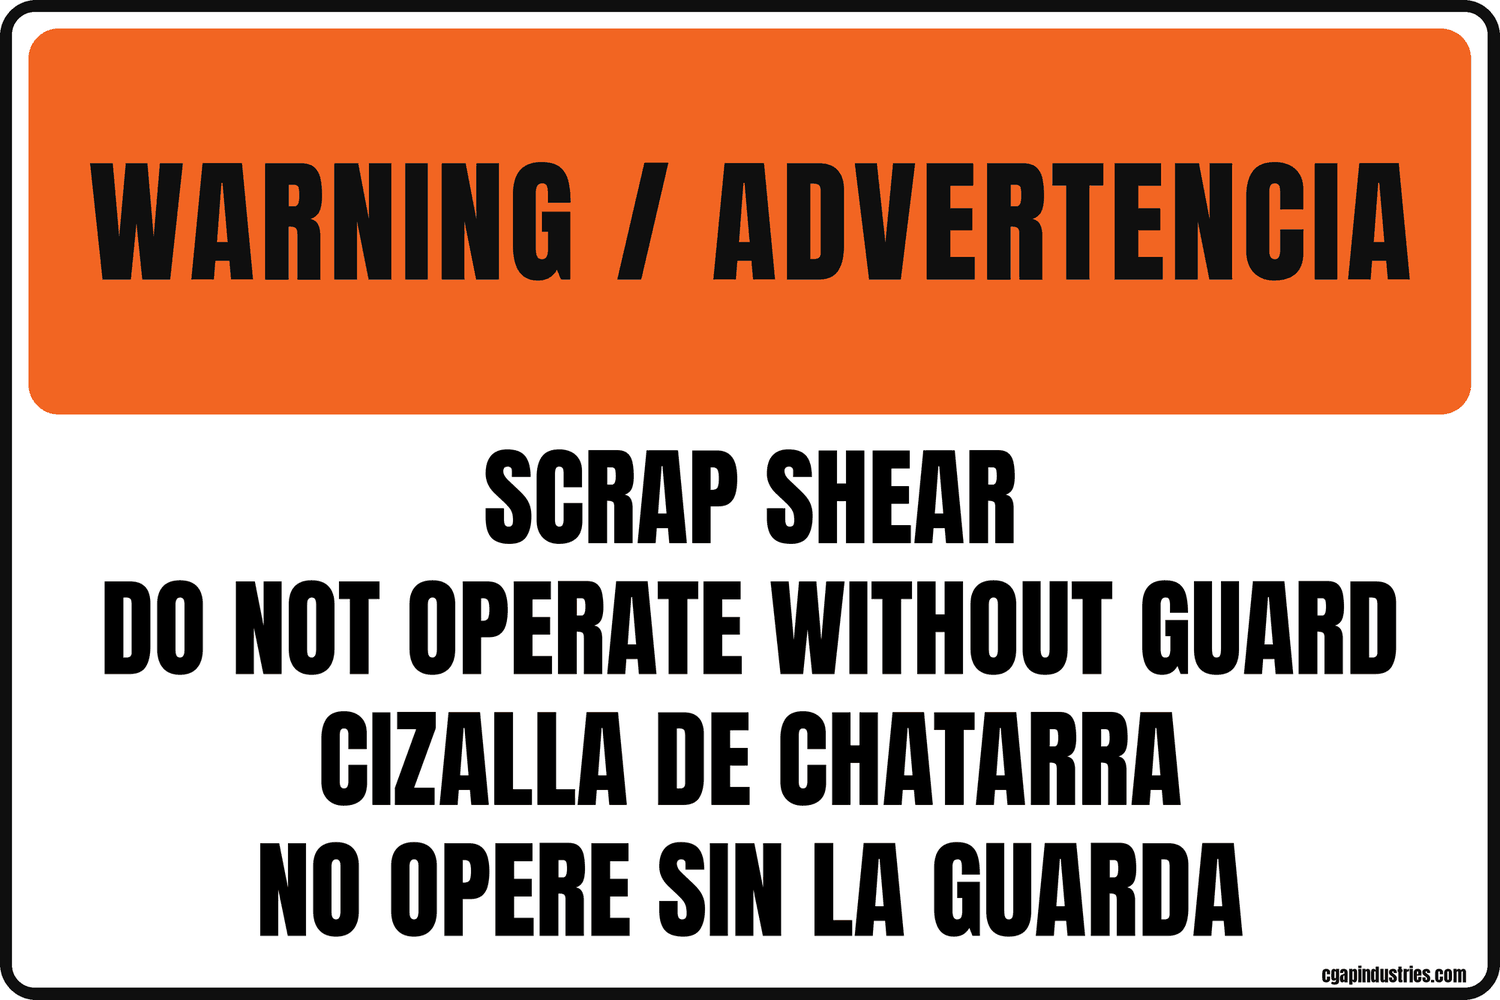 WARNING / ADVERTENCIA
SCRAP SHEAR
DO NOT OPERATE WITHOUT GUARD
CIZALLA DE CHATARRA
NO OPERE SIN LA GUARDA
cgapindustries.com